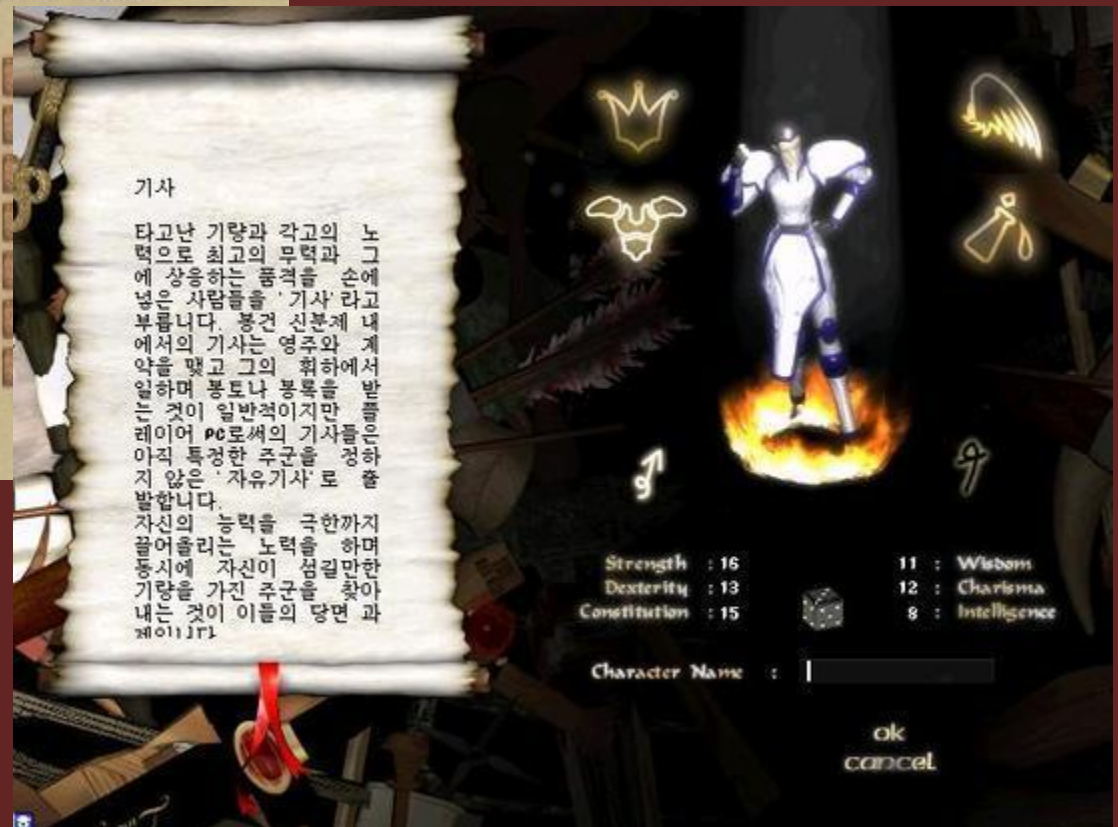 기사
타고난 기량과 각고의 노
력으로 최고의 무력과 그
에 상응하는 품격을 손에
넣은 사람들을 '기사'라고
부릅니다. 봉건 신분제 내
에서의 기사는 영주와 계
약을 맺고 그의 휘하에서
일하며 봉토나 봉록을 받
는 것이 일반적이지만 플
레이어 PC로써의 기사들은
아직 특정한 주군을 정하
지 않은 '자유기사'로 출
발합니다.
자신의 능력을 극한까지
끌어올리는 노력을 하며
동시에 자신이 섬길만한
기량을 가진 주군을 찾아
내는 것이 이들의 당면 과
제입니다
Strength : 16
Dexterity : 13
Constitution : 15
11 : Wisdom
12 : Charisma
8 : Intelligence
Character Name :
ok
cancel